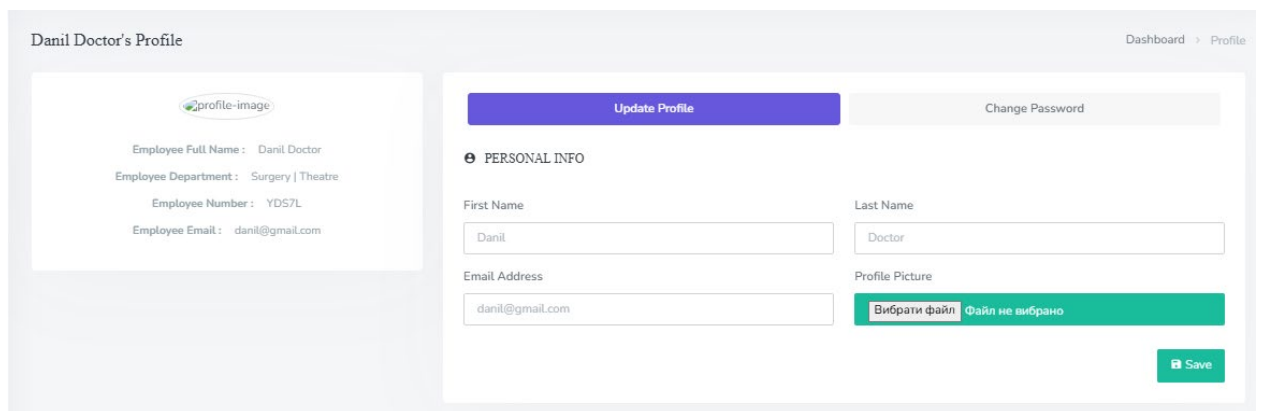 Danil Doctor's Profile
Dashboard > Profile
profile-image
Employee Full Name : Danil Doctor
Employee Department : Surgery | Theatre
Employee Number : YDS7L
Employee Email : danil@gmail.com
Update Profile Change Password
PERSONAL INFO
First Name Last Name
Danil Doctor
Email Address Profile Picture
danil@gmail.com Вибрати файл Файл не вибрано
Save